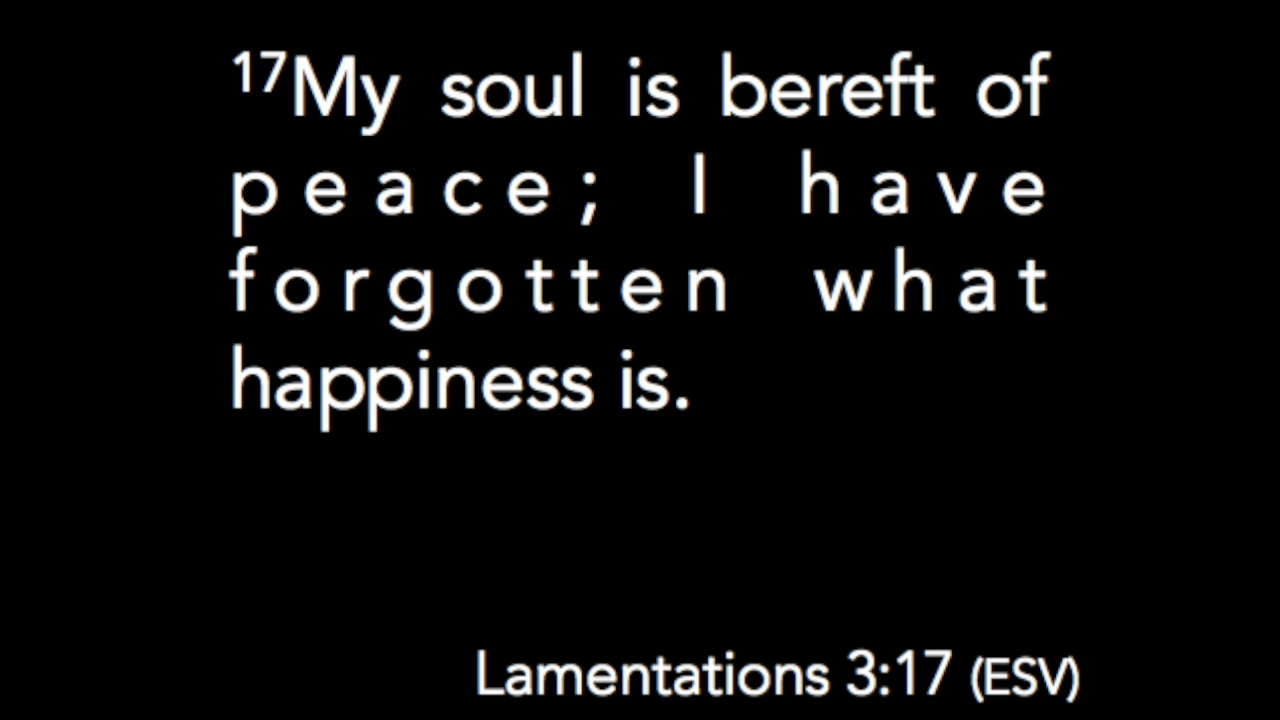 17My soul is bereft of
peace; I have
forgotten what
happiness is.
Lamentations 3:17 (ESV)